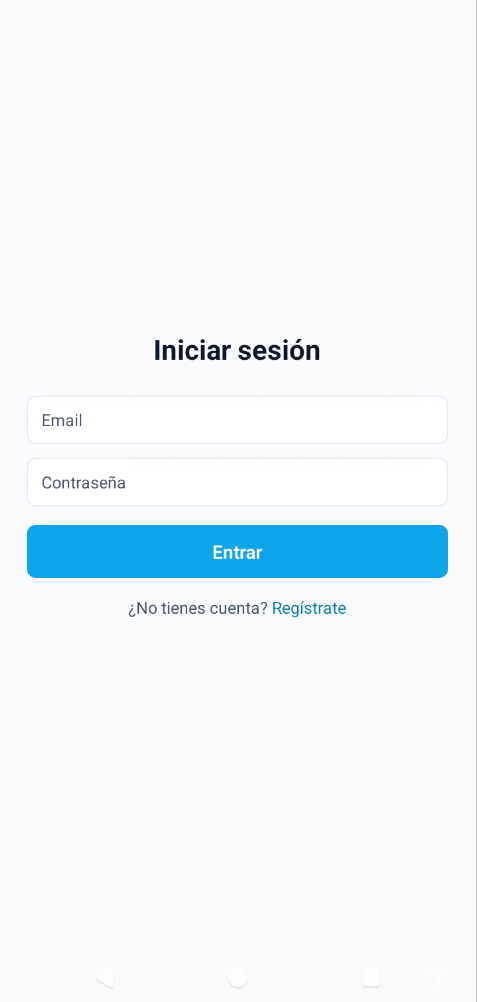 Iniciar sesión
Email
Contraseña
Entrar
¿No tienes cuenta? Regístrate